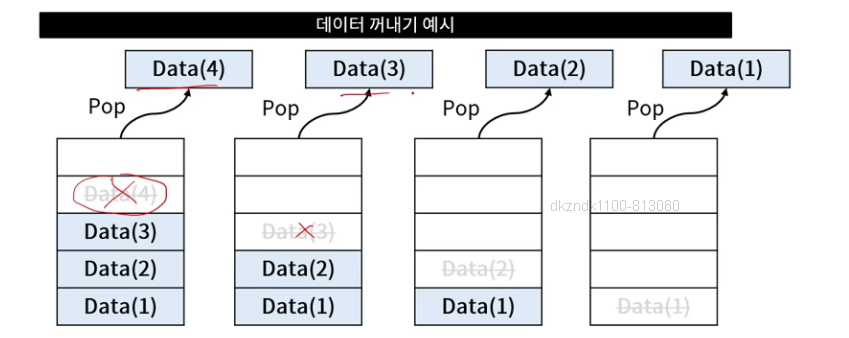 데이터 꺼내기 예시
Data(4) Data(3) Data(2) Data(1)
Pop Pop Pop Pop
Data(4)
dkzndk1100-813060
Data(3) Data(3)
Data(2) Data(2) Data(2)
Data(1) Data(1) Data(1) Data(1)